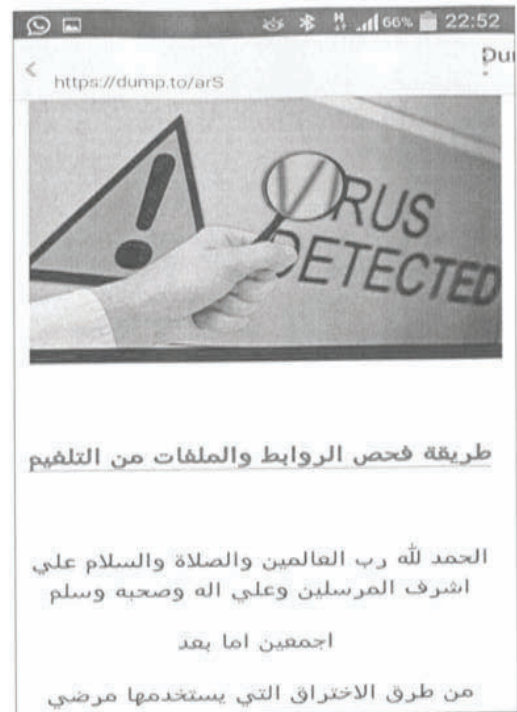 66% 22:52
https://dump.to/arS
VIRUS
DETECTED
طريقة فحص الروابط والملفات من التلغيم
الحمد لله رب العالمين والصلاة والسلام علي
اشرف المرسلين وعلي اله وصحبه وسلم
اجمعين اما بعد
من طرق الاختراق التي يستخدمها مرضي